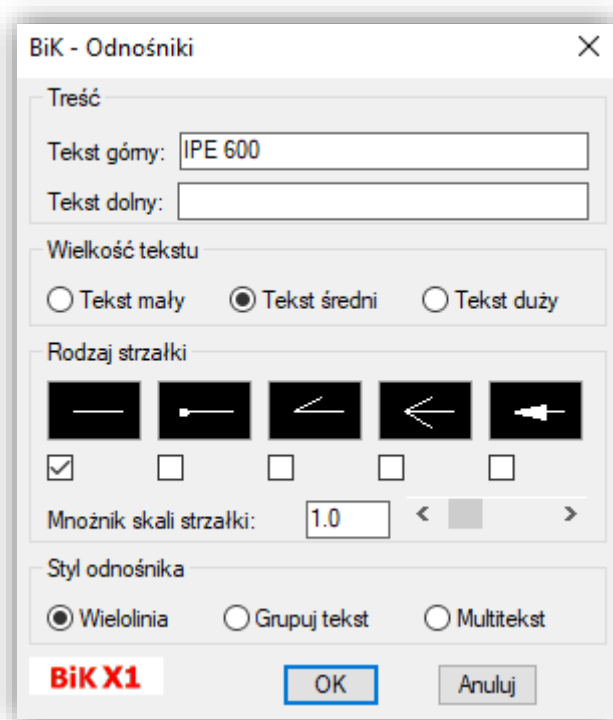 BiK - Odnośniki
Treść
Tekst górny: IPE 600
Tekst dolny:
Wielkość tekstu
Tekst mały Tekst średni Tekst duży
Rodzaj strzałki
Mnożnik skali strzałki: 1.0
Styl odnośnika
Wielolinia Grupuj tekst Multitekst
BiK X1 OK Anuluj